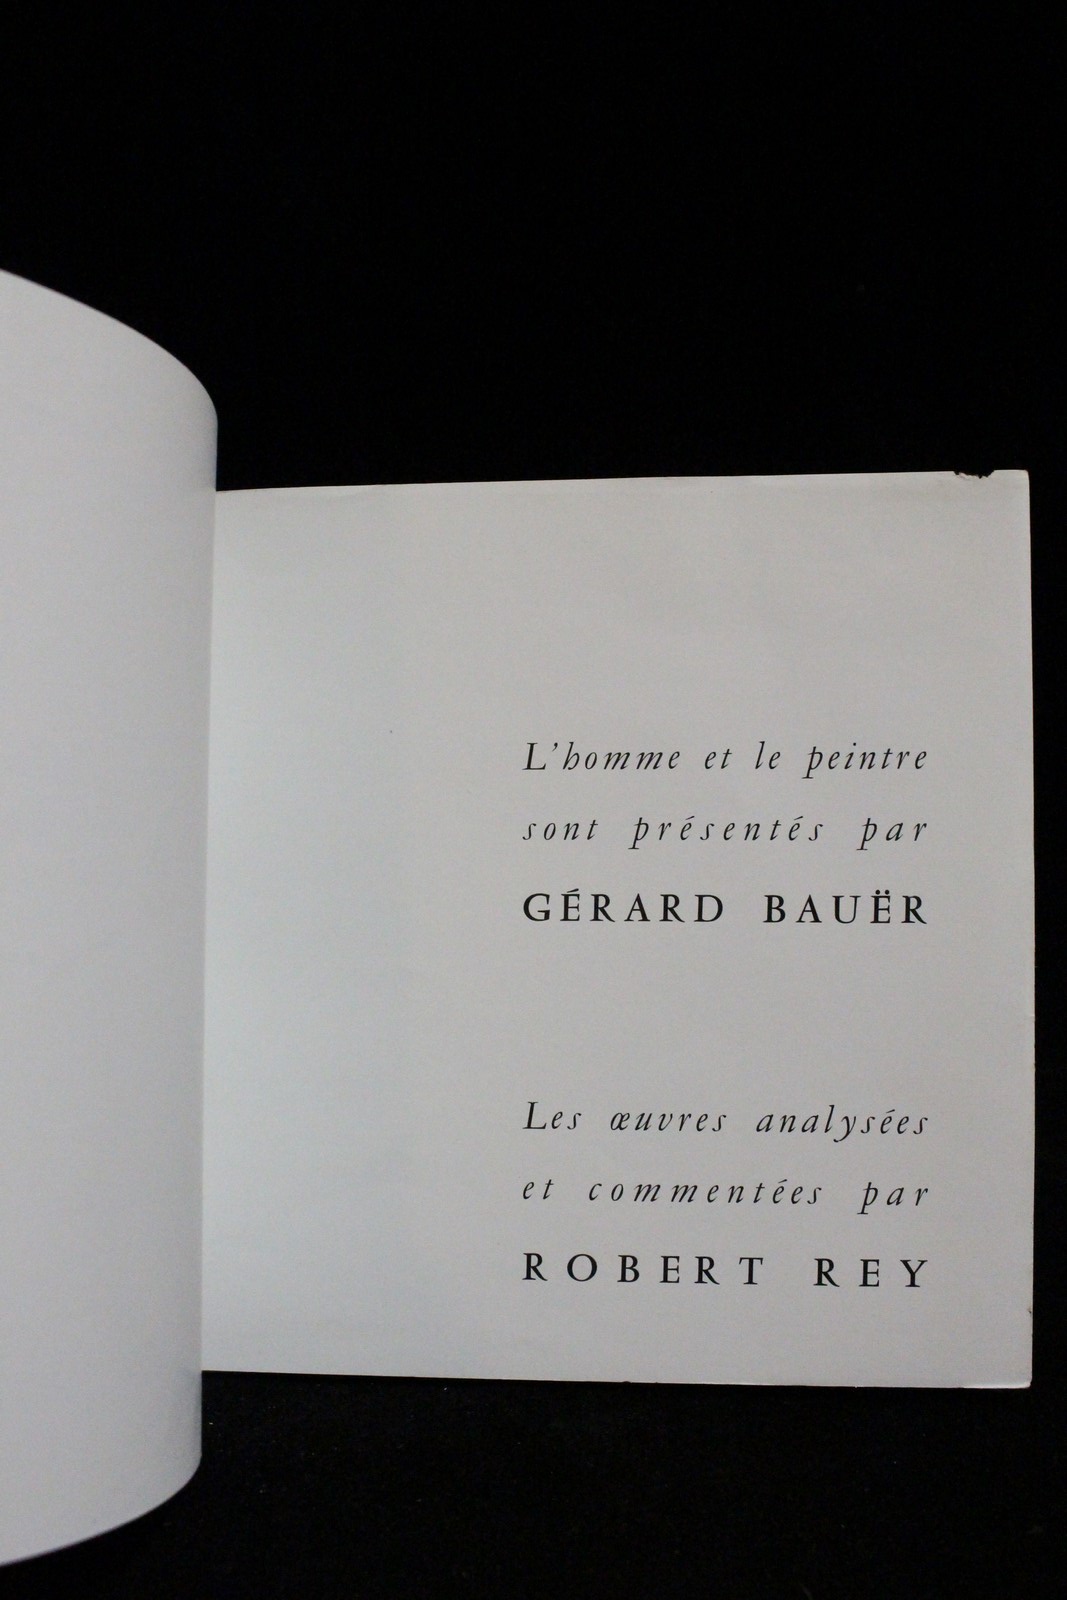 L'homme et le peintre
sont présentés par
GÉRARD BAUËR
Les œuvres analysées
et commentées par
ROBERT REY